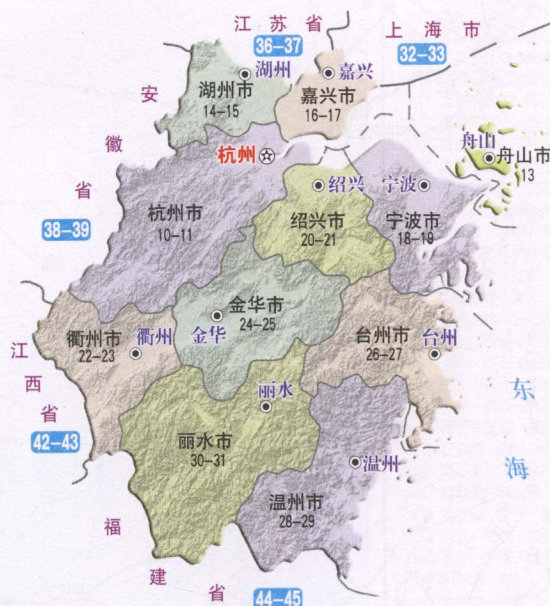 江苏省
36-37
上海市
32-33
安徽省
38-39
湖州
湖州市
14-15
嘉兴
嘉兴市
16-17
杭州
杭州市
10-11
绍兴
绍兴市
20-21
宁波
宁波市
18-19
舟山
舟山市
13
金华市
24-25
金华
衢州市
22-23
衢州
台州市
26-27
台州
江西省
42-43
丽水
丽水市
30-31
温州
温州市
28-29
东海
福建省
44-45